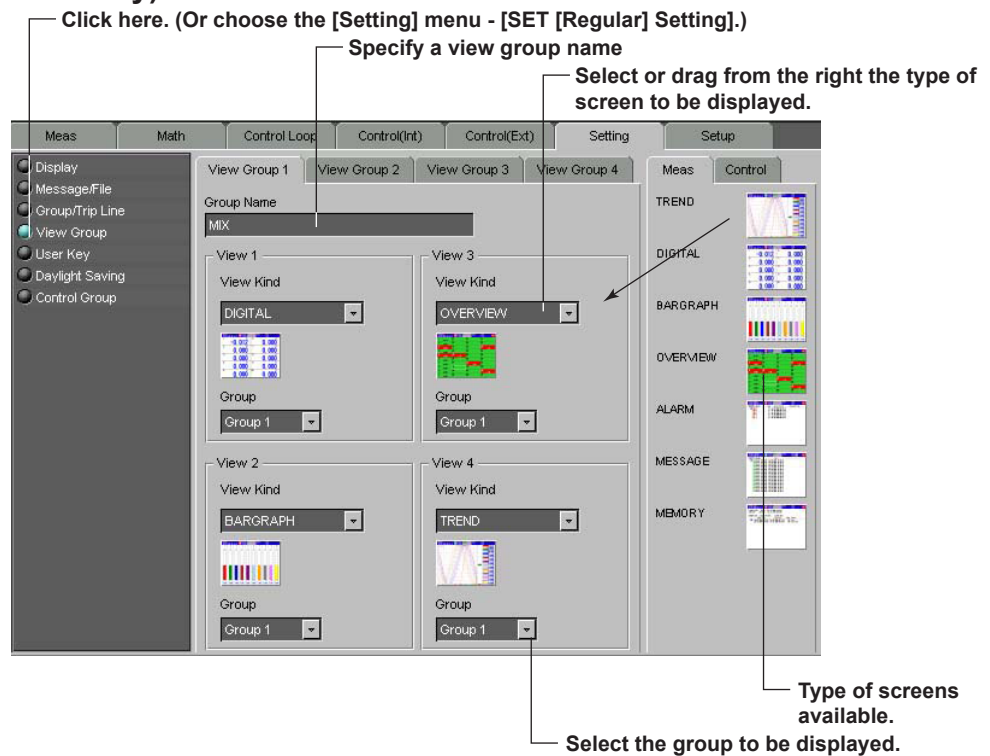 Click here. (Or choose the [Setting] menu - [SET [Regular] Setting].)
Specify a view group name
Select or drag from the right the type of
screen to be displayed.
Meas Math Control Loop Control(Int) Control(Ext) Setting Setup
Display
Message/File
Group/Trip Line
View Group
User Key
Daylight Saving
Control Group
View Group 1 View Group 2 View Group 3 View Group 4
Group Name
MIX
View 1
View Kind
DIGITAL
Group
Group 1
View 3
View Kind
OVERVIEW
Group
Group 1
View 2
View Kind
BARGRAPH
Group
Group 1
View 4
View Kind
TREND
Group
Group 1
Meas Control
TREND
DIGITAL
BARGRAPH
OVERVIEW
ALARM
MESSAGE
MEMORY
Type of screens
available.
Select the group to be displayed.